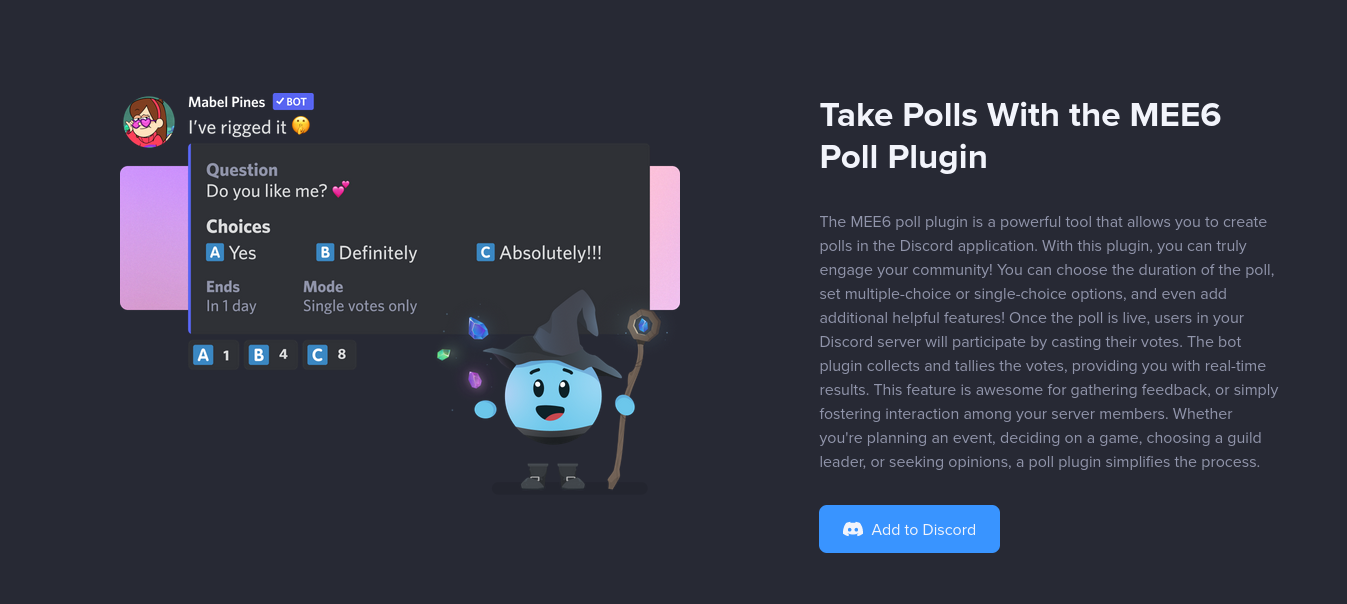 Mabel Pines ✓ BOT
I've rigged it 🤫
Question
Do you like me? 💕
Choices
A Yes B Definitely C Absolutely!!!
Ends Mode
In 1 day Single votes only
A 1 B 4 C 8
Take Polls With the MEE6
Poll Plugin
The MEE6 poll plugin is a powerful tool that allows you to create
polls in the Discord application. With this plugin, you can truly
engage your community! You can choose the duration of the poll,
set multiple-choice or single-choice options, and even add
additional helpful features! Once the poll is live, users in your
Discord server will participate by casting their votes. The bot
plugin collects and tallies the votes, providing you with real-time
results. This feature is awesome for gathering feedback, or simply
fostering interaction among your server members. Whether
you're planning an event, deciding on a game, choosing a guild
leader, or seeking opinions, a poll plugin simplifies the process.
Add to Discord